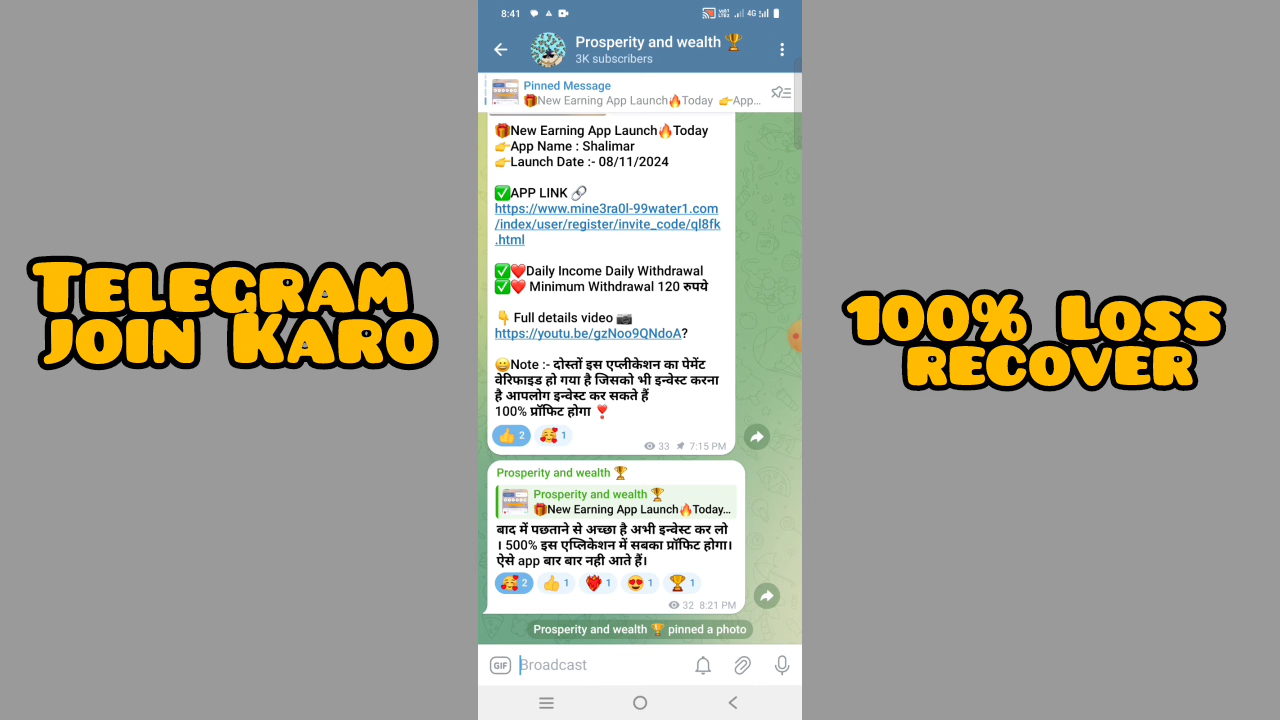 8:41
4G
Prosperity and wealth 🏆
3K subscribers
Pinned Message
🎁New Earning App Launch🔥Today 👉App...
🎁New Earning App Launch🔥Today
👉App Name : Shalimar
👉Launch Date :- 08/11/2024
✅APP LINK 🔗
https://www.mine3ra0l-99water1.com
/index/user/register/invite_code/ql8fk
.html
✅❤️Daily Income Daily Withdrawal
✅❤️ Minimum Withdrawal 120 रुपये
👇 Full details video 📷
https://youtu.be/gzNoo9QNdoA?
😀Note :- दोस्तों इस एप्लीकेशन का पेमेंट
वेरिफाइड हो गया है जिसको भी इन्वेस्ट करना
है आपलोग इन्वेस्ट कर सकते हैं
100% प्रॉफिट होगा ❣️
👍 2 🥰 1
33 7:15 PM
Prosperity and wealth 🏆
Prosperity and wealth 🏆
🎁New Earning App Launch🔥Today...
बाद में पछताने से अच्छा है अभी इन्वेस्ट कर लो
। 500% इस एप्लिकेशन में सबका प्रॉफिट होगा।
ऐसे app बार बार नही आते हैं।
🥰 2 👍 1 ❤️‍🔥 1 😍 1 🏆 1
32 8:21 PM
Prosperity and wealth 🏆 pinned a photo
GIF Broadcast
Telegram
join Karo
100% Loss
recover